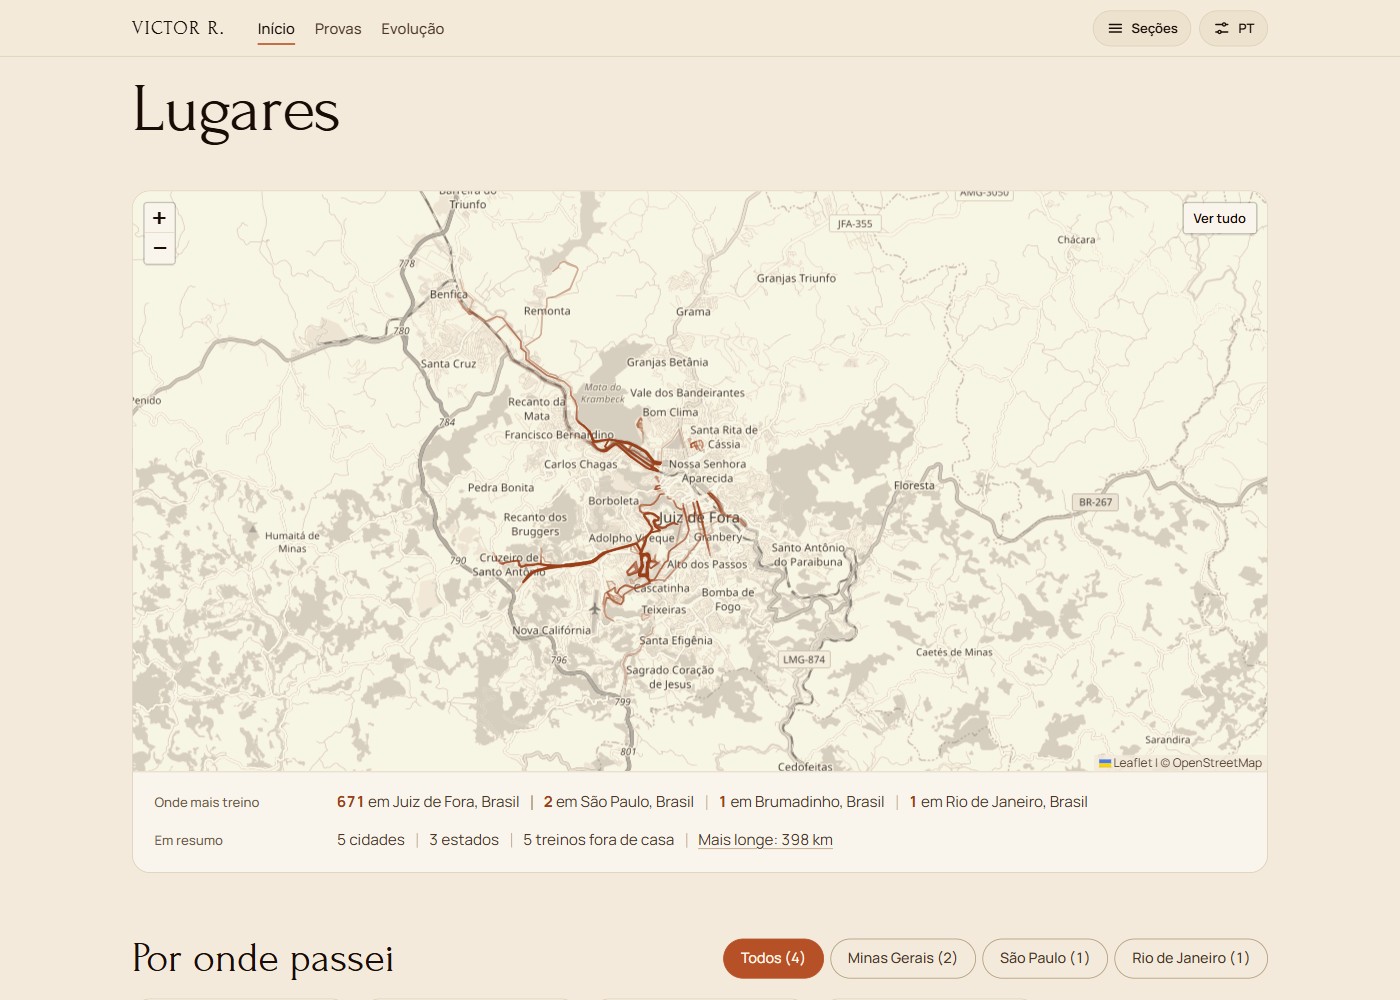 VICTOR R.
Início
Provas
Evolução
Seções
PT
Lugares
+
−
Ver tudo
Triunfo
AMG-3050
JFA-355
Chácara
778
Benfica
Remonta
Granjas Triunfo
Grama
780
Santa Cruz
Granjas Betânia
Mata do
Krambeck
Vale dos Bandeirantes
Recanto da
Mata
Bom Clima
784
Francisco Bernardino
Santa Rita de
Cássia
Carlos Chagas
Nossa Senhora
Aparecida
Pedra Bonita
Floresta
Borboleta
BR-267
Recanto dos
Bruggers
Juiz de Fora
Humaitá de
Minas
Adolpho
Granbery
790
Cruzeiro de
Santo Antônio
Santo Antônio
do Paraibuna
Alto dos Passos
Cascatinha
Bomba de
Fogo
Teixeiras
Nova Califórnia
Santa Efigênia
Caetés de Minas
796
LMG-874
Sagrado Coração
de Jesus
799
Sarandira
801
Cedofeitas
Leaflet | © OpenStreetMap
Onde mais treino
671 em Juiz de Fora, Brasil | 2 em São Paulo, Brasil | 1 em Brumadinho, Brasil | 1 em Rio de Janeiro, Brasil
Em resumo
5 cidades | 3 estados | 5 treinos fora de casa | Mais longe: 398 km
Por onde passei
Todos (4)
Minas Gerais (2)
São Paulo (1)
Rio de Janeiro (1)